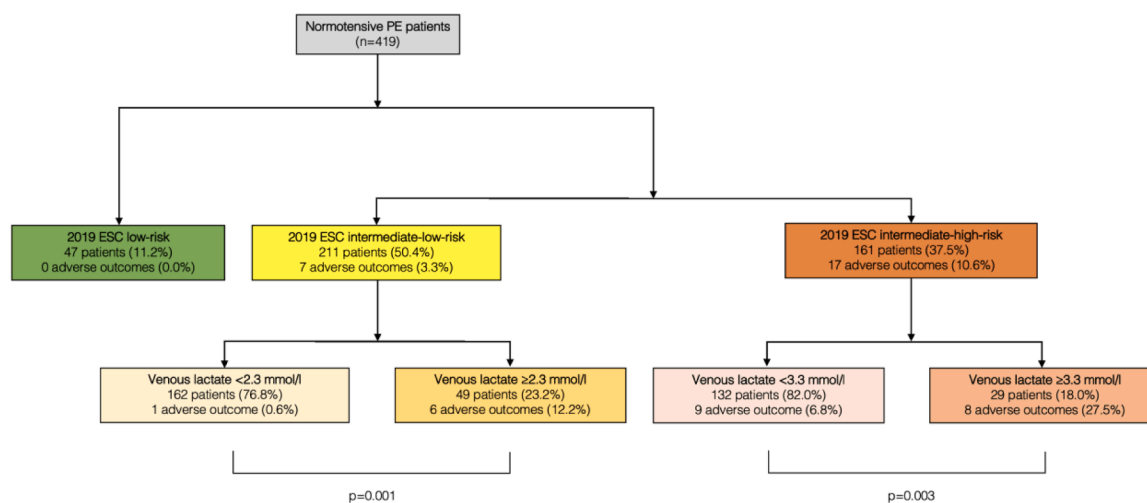 Normotensive PE patients
(n=419)
2019 ESC low-risk
47 patients (11.2%)
0 adverse outcomes (0.0%)
2019 ESC intermediate-low-risk
211 patients (50.4%)
7 adverse outcomes (3.3%)
2019 ESC intermediate-high-risk
161 patients (37.5%)
17 adverse outcomes (10.6%)
Venous lactate <2.3 mmol/l
162 patients (76.8%)
1 adverse outcome (0.6%)
Venous lactate ≥2.3 mmol/l
49 patients (23.2%)
6 adverse outcomes (12.2%)
Venous lactate <3.3 mmol/l
132 patients (82.0%)
9 adverse outcome (6.8%)
Venous lactate ≥3.3 mmol/l
29 patients (18.0%)
8 adverse outcomes (27.5%)
p=0.001
p=0.003